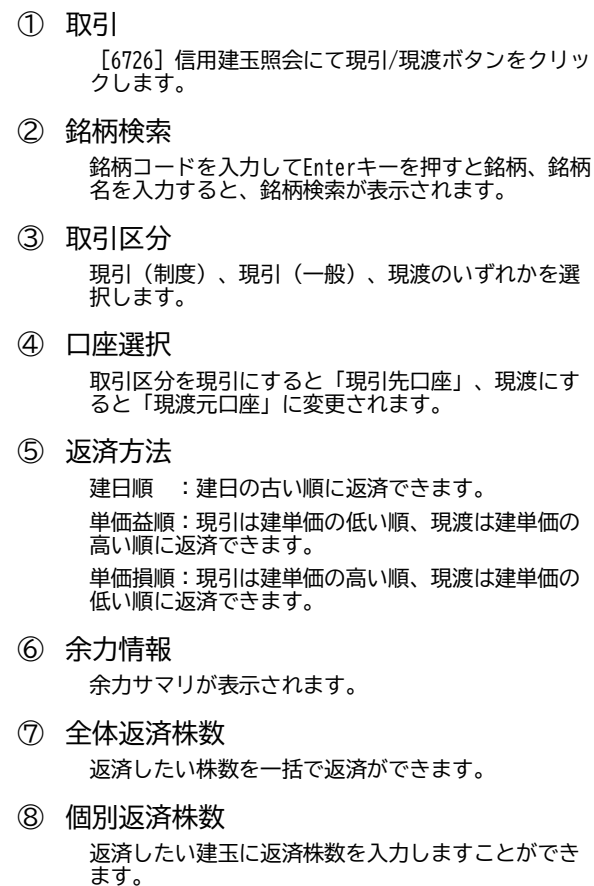 ① 取引
［6726］信用建玉照会にて現引/現渡ボタンをクリッ
クします。
② 銘柄検索
銘柄コードを入力してEnterキーを押すと銘柄、銘柄
名を入力すると、銘柄検索が表示されます。
③ 取引区分
現引（制度）、現引（一般）、現渡のいずれかを選
択します。
④ 口座選択
取引区分を現引にすると「現引先口座」、現渡にす
ると「現渡元口座」に変更されます。
⑤ 返済方法
建日順　：建日の古い順に返済できます。
単価益順：現引は建単価の低い順、現渡は建単価の
高い順に返済できます。
単価損順：現引は建単価の高い順、現渡は建単価の
低い順に返済できます。
⑥ 余力情報
余力サマリが表示されます。
⑦ 全体返済株数
返済したい株数を一括で返済ができます。
⑧ 個別返済株数
返済したい建玉に返済株数を入力しますことができ
ます。